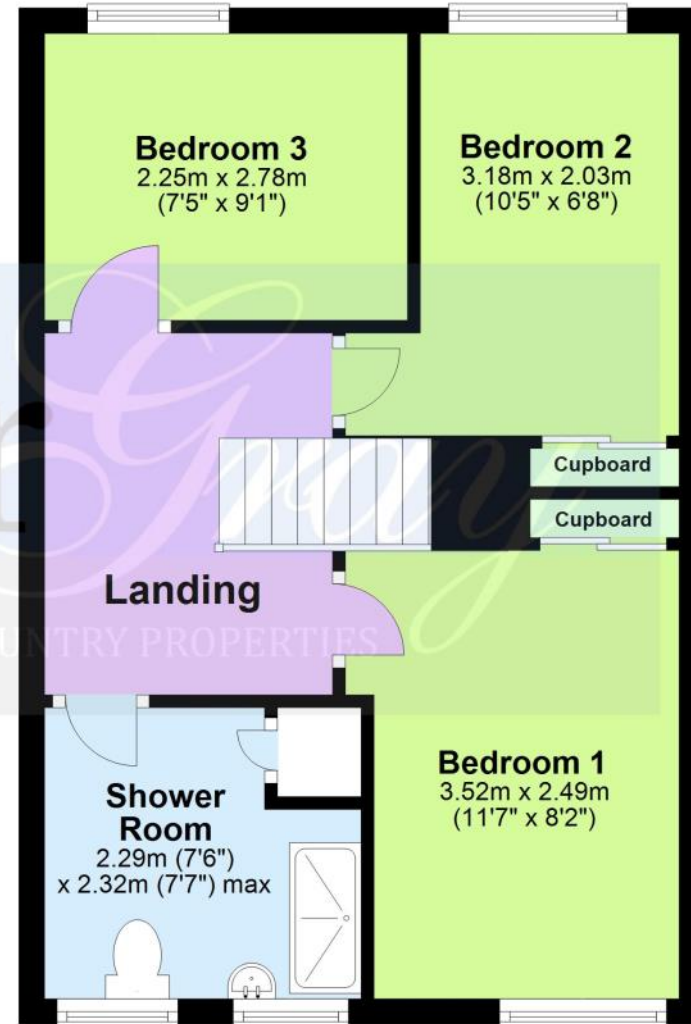 Bedroom 3
2.25m x 2.78m
(7'5" x 9'1")
Bedroom 2
3.18m x 2.03m
(10'5" x 6'8")
Cupboard
Cupboard
Gray
Landing
UNTRY PROPERTIES
Bedroom 1
3.52m x 2.49m
(11'7" x 8'2")
Shower
Room
2.29m (7'6")
x 2.32m (7'7") max